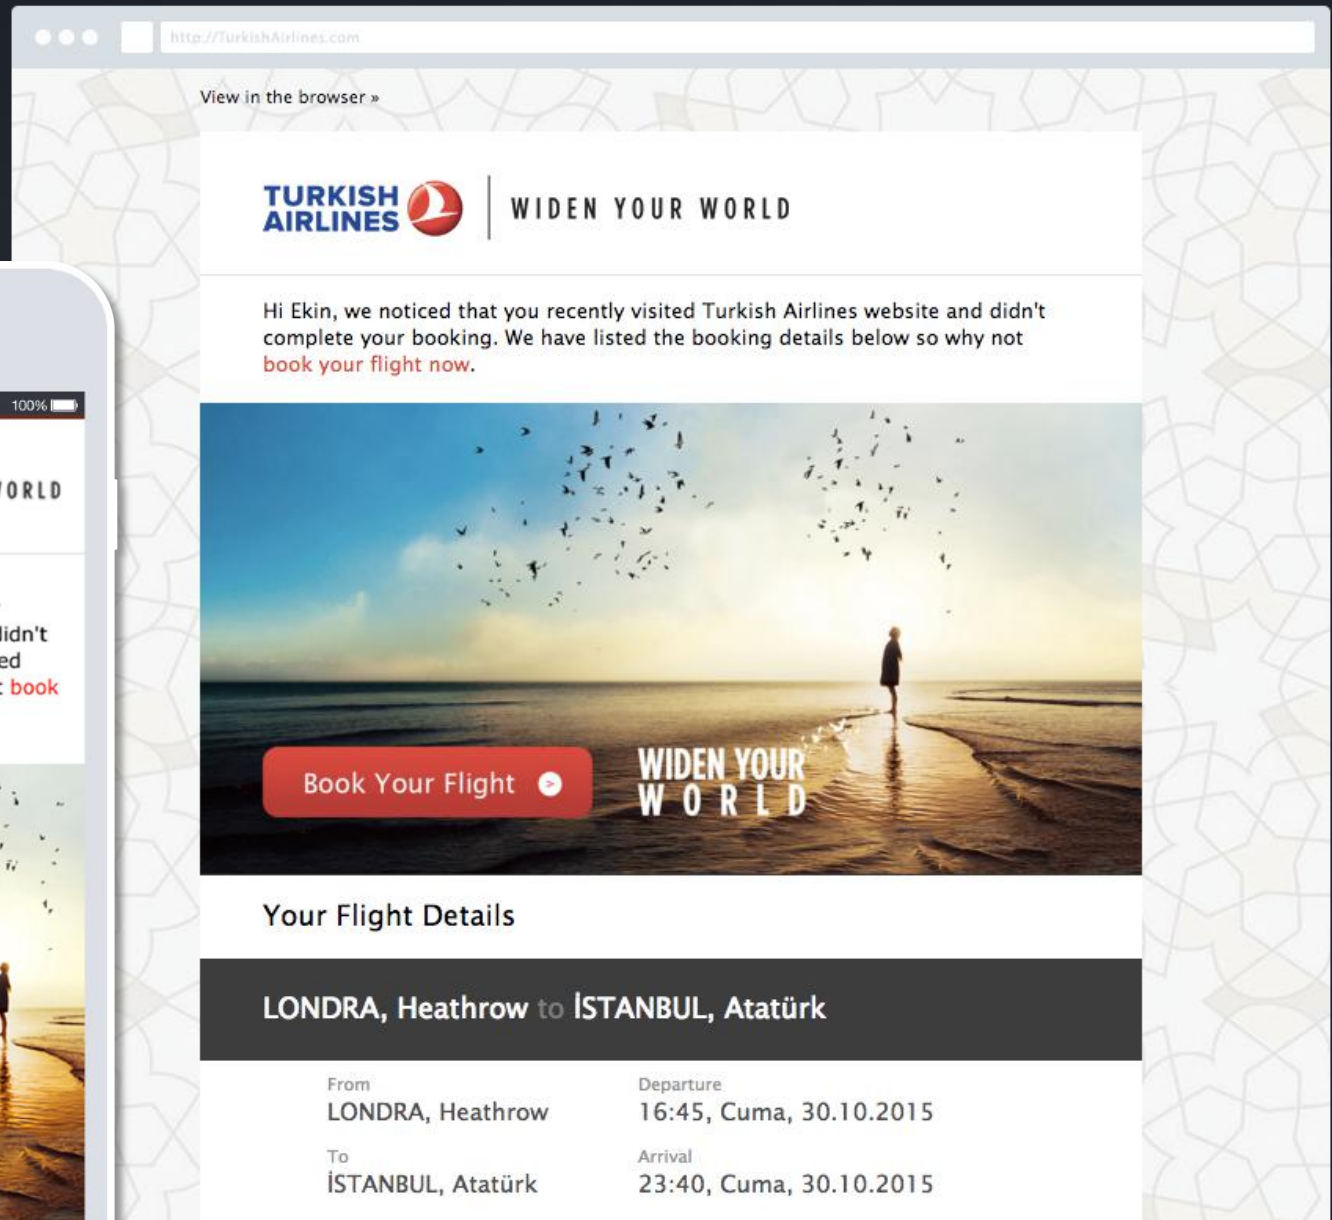 http://TurkishAirlines.com
View in the browser »
TURKISH
AIRLINES
WIDEN YOUR WORLD
Hi Ekin, we noticed that you recently visited Turkish Airlines website and didn't
complete your booking. We have listed the booking details below so why not
book your flight now.
Book Your Flight
WIDEN YOUR
WORLD
Your Flight Details
LONDRA, Heathrow to İSTANBUL, Atatürk
From
LONDRA, Heathrow
Departure
16:45, Cuma, 30.10.2015
To
İSTANBUL, Atatürk
Arrival
23:40, Cuma, 30.10.2015
100%
ORLD
idn't
ed
book